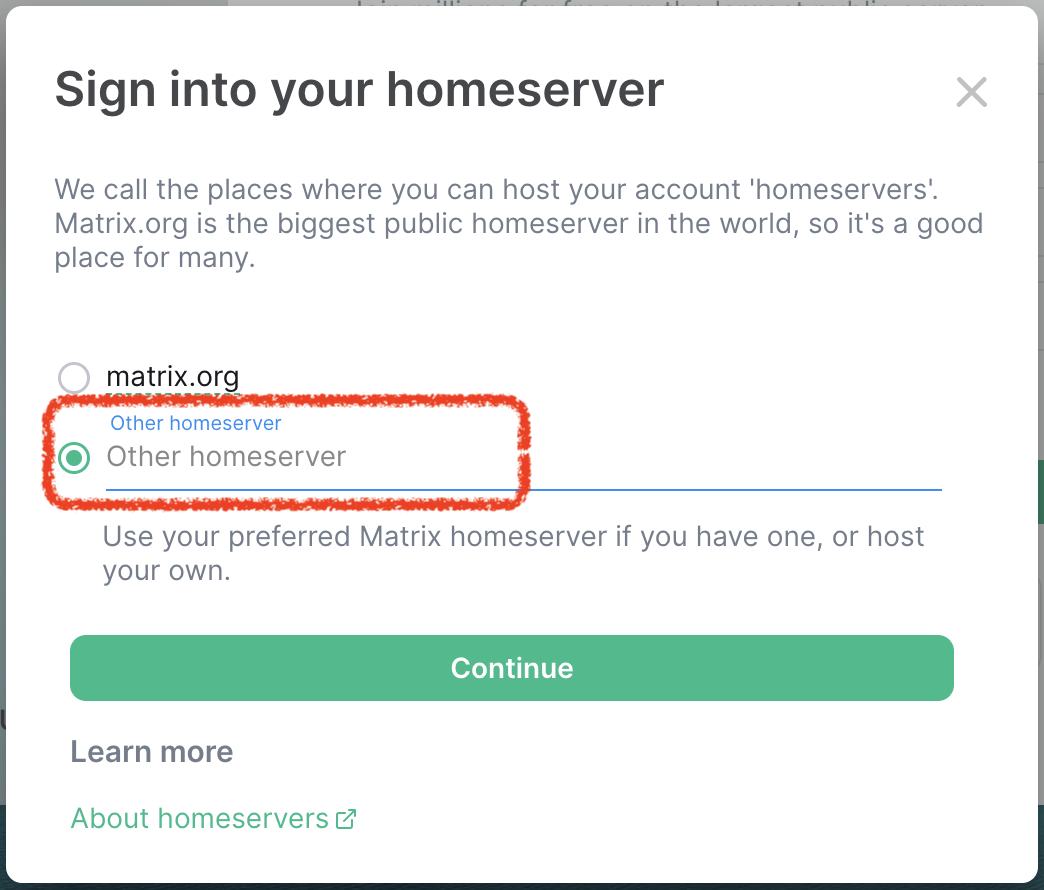 Sign into your homeserver
We call the places where you can host your account 'homeservers'.
Matrix.org is the biggest public homeserver in the world, so it's a good
place for many.
matrix.org
Other homeserver
Other homeserver
Use your preferred Matrix homeserver if you have one, or host
your own.
Continue
Learn more
About homeservers